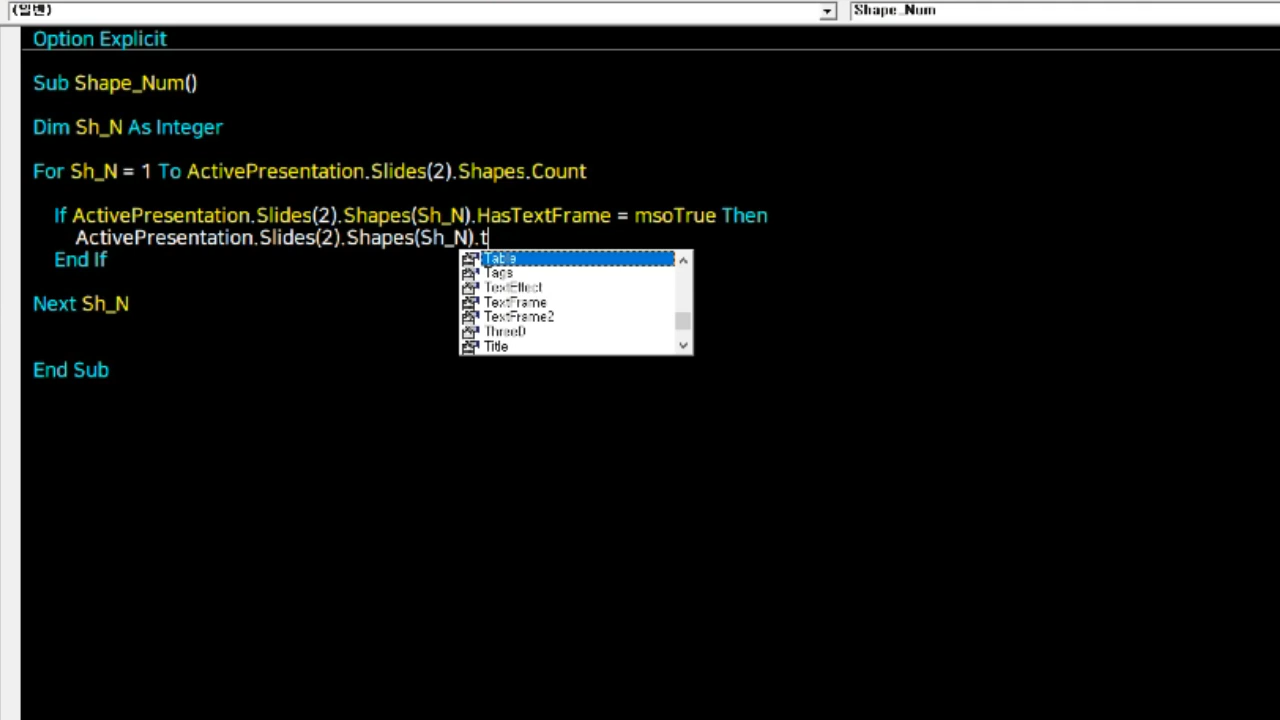 (일반) Shape_Num
Option Explicit
Sub Shape_Num()
Dim Sh_N As Integer
For Sh_N = 1 To ActivePresentation.Slides(2).Shapes.Count
If ActivePresentation.Slides(2).Shapes(Sh_N).HasTextFrame = msoTrue Then
ActivePresentation.Slides(2).Shapes(Sh_N).t
Table
Tags
TextEffect
TextFrame
TextFrame2
ThreeD
Title
End If
Next Sh_N
End Sub